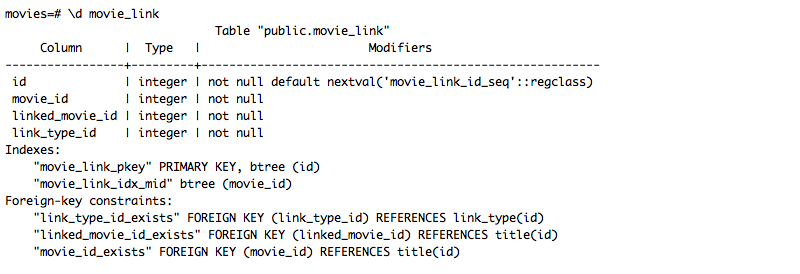 movies=# \d movie_link
                              Table "public.movie_link"
     Column      |  Type   |                        Modifiers
-----------------+---------+---------------------------------------------------------
 id              | integer | not null default nextval('movie_link_id_seq'::regclass)
 movie_id        | integer | not null
 linked_movie_id | integer | not null
 link_type_id    | integer | not null
Indexes:
    "movie_link_pkey" PRIMARY KEY, btree (id)
    "movie_link_idx_mid" btree (movie_id)
Foreign-key constraints:
    "link_type_id_exists" FOREIGN KEY (link_type_id) REFERENCES link_type(id)
    "linked_movie_id_exists" FOREIGN KEY (linked_movie_id) REFERENCES title(id)
    "movie_id_exists" FOREIGN KEY (movie_id) REFERENCES title(id)